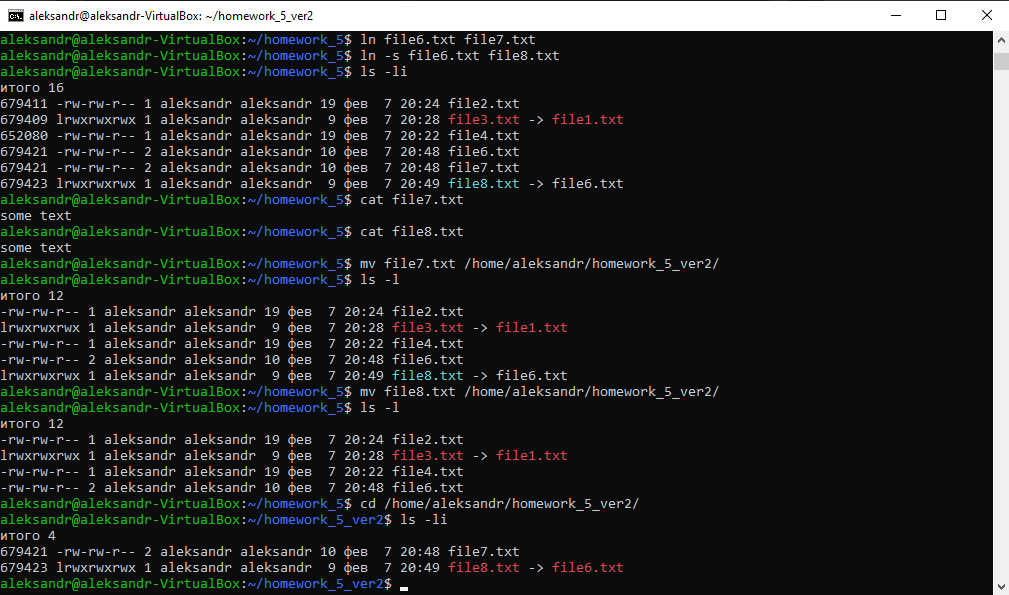 aleksandr@aleksandr-VirtualBox: ~/homework_5_ver2
aleksandr@aleksandr-VirtualBox:~/homework_5$ ln file6.txt file7.txt
aleksandr@aleksandr-VirtualBox:~/homework_5$ ln -s file6.txt file8.txt
aleksandr@aleksandr-VirtualBox:~/homework_5$ ls -li
итого 16
679411 -rw-rw-r-- 1 aleksandr aleksandr 19 фев  7 20:24 file2.txt
679409 lrwxrwxrwx 1 aleksandr aleksandr  9 фев  7 20:28 file3.txt -> file1.txt
652080 -rw-rw-r-- 1 aleksandr aleksandr 19 фев  7 20:22 file4.txt
679421 -rw-rw-r-- 2 aleksandr aleksandr 10 фев  7 20:48 file6.txt
679421 -rw-rw-r-- 2 aleksandr aleksandr 10 фев  7 20:48 file7.txt
679423 lrwxrwxrwx 1 aleksandr aleksandr  9 фев  7 20:49 file8.txt -> file6.txt
aleksandr@aleksandr-VirtualBox:~/homework_5$ cat file7.txt
some text
aleksandr@aleksandr-VirtualBox:~/homework_5$ cat file8.txt
some text
aleksandr@aleksandr-VirtualBox:~/homework_5$ mv file7.txt /home/aleksandr/homework_5_ver2/
aleksandr@aleksandr-VirtualBox:~/homework_5$ ls -l
итого 12
-rw-rw-r-- 1 aleksandr aleksandr 19 фев  7 20:24 file2.txt
lrwxrwxrwx 1 aleksandr aleksandr  9 фев  7 20:28 file3.txt -> file1.txt
-rw-rw-r-- 1 aleksandr aleksandr 19 фев  7 20:22 file4.txt
-rw-rw-r-- 2 aleksandr aleksandr 10 фев  7 20:48 file6.txt
lrwxrwxrwx 1 aleksandr aleksandr  9 фев  7 20:49 file8.txt -> file6.txt
aleksandr@aleksandr-VirtualBox:~/homework_5$ mv file8.txt /home/aleksandr/homework_5_ver2/
aleksandr@aleksandr-VirtualBox:~/homework_5$ ls -l
итого 12
-rw-rw-r-- 1 aleksandr aleksandr 19 фев  7 20:24 file2.txt
lrwxrwxrwx 1 aleksandr aleksandr  9 фев  7 20:28 file3.txt -> file1.txt
-rw-rw-r-- 1 aleksandr aleksandr 19 фев  7 20:22 file4.txt
-rw-rw-r-- 2 aleksandr aleksandr 10 фев  7 20:48 file6.txt
aleksandr@aleksandr-VirtualBox:~/homework_5$ cd /home/aleksandr/homework_5_ver2/
aleksandr@aleksandr-VirtualBox:~/homework_5_ver2$ ls -li
итого 4
679421 -rw-rw-r-- 2 aleksandr aleksandr 10 фев  7 20:48 file7.txt
679423 lrwxrwxrwx 1 aleksandr aleksandr  9 фев  7 20:49 file8.txt -> file6.txt
aleksandr@aleksandr-VirtualBox:~/homework_5_ver2$